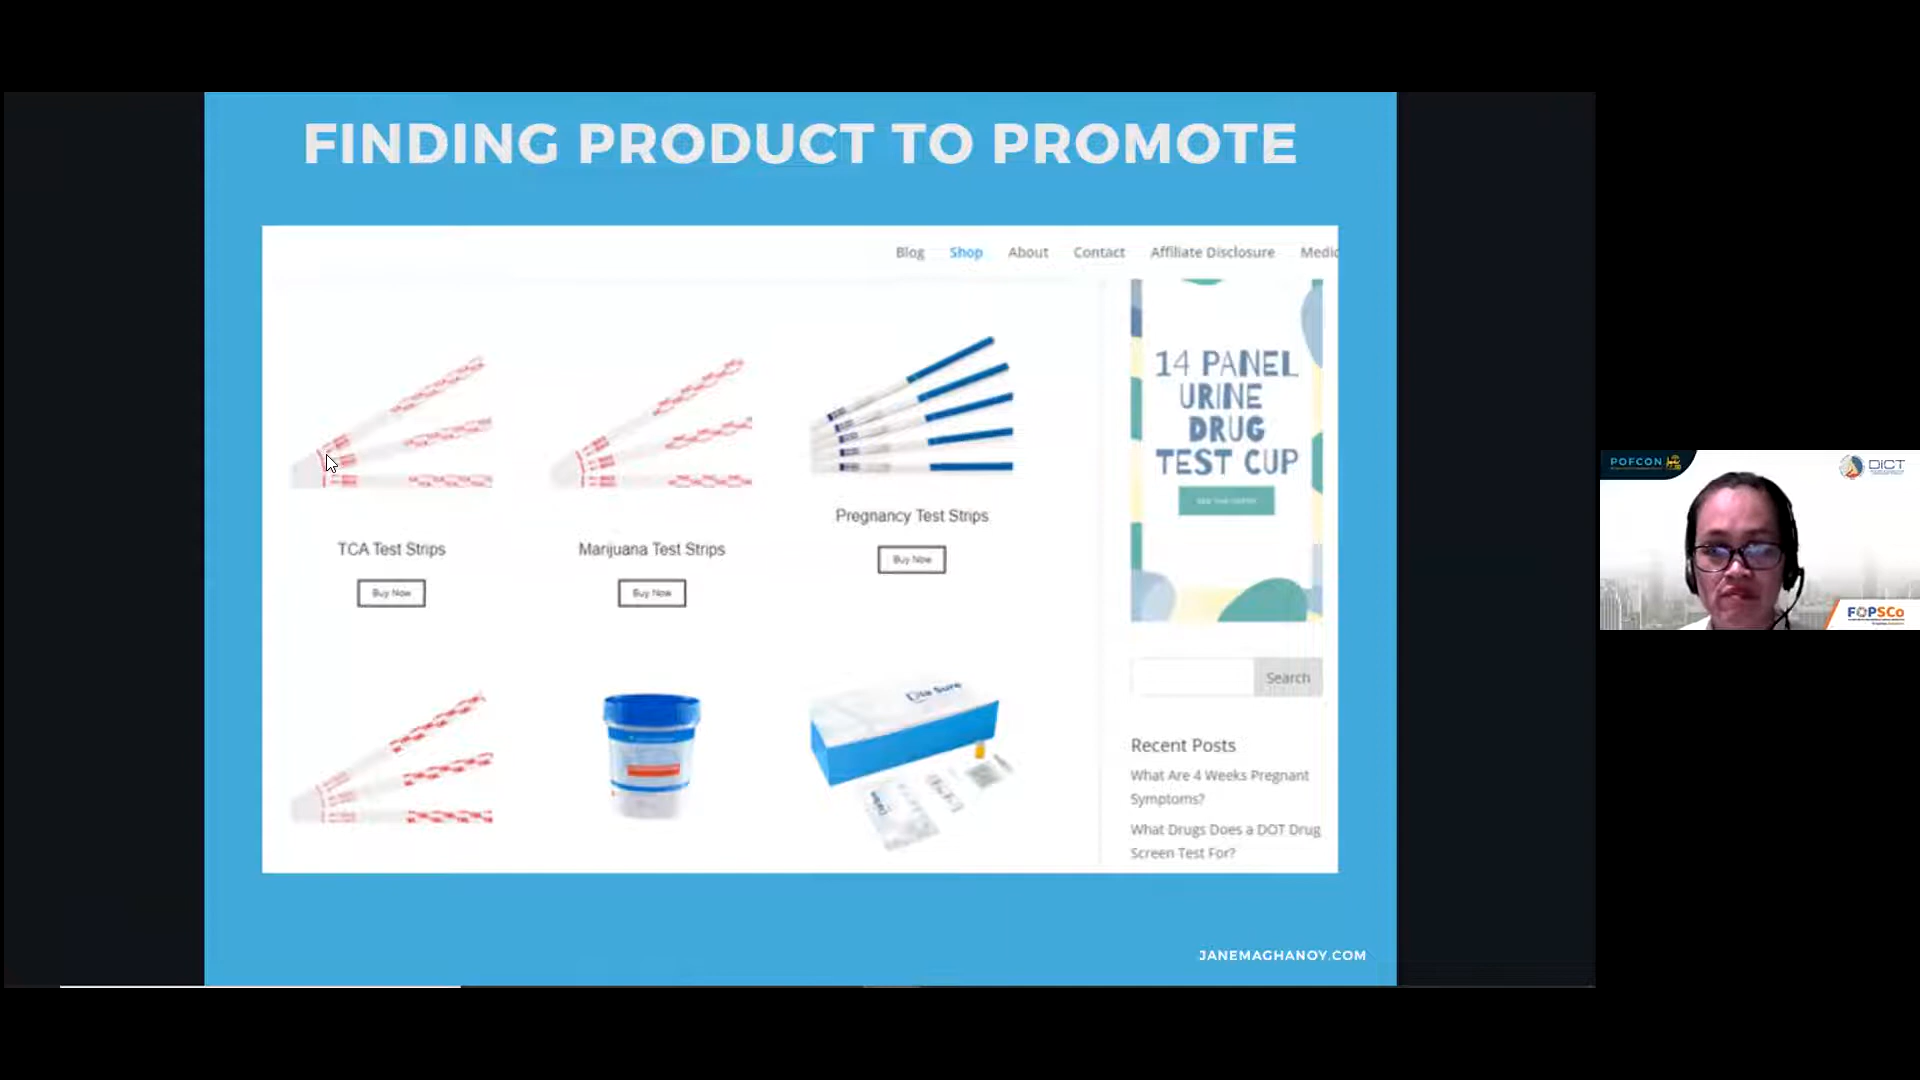 FINDING PRODUCT TO PROMOTE
Blog Shop About Contact Affiliate Disclosure Medic
14 PANEL
URINE
DRUG
TEST CUP
TCA Test Strips
Buy Now
Marijuana Test Strips
Buy Now
Pregnancy Test Strips
Buy Now
Search
Recent Posts
What Are 4 Weeks Pregnant
Symptoms?
What Drugs Does a DOT Drug
Screen Test For?
JANEMAGHANOY.COM
POFCON
DICT
FOPSCo